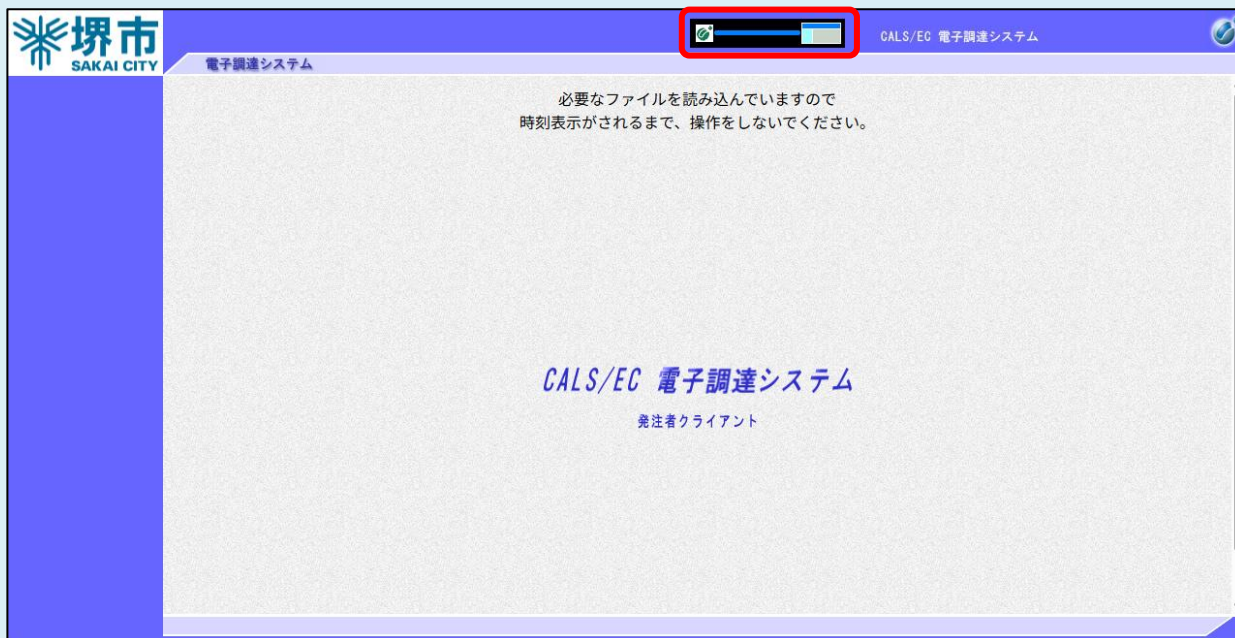 堺市
SAKAI CITY
CALS/EC 電子調達システム
電子調達システム
必要なファイルを読み込んでいますので
時刻表示がされるまで、操作をしないでください。
CALS/EC 電子調達システム
発注者クライアント